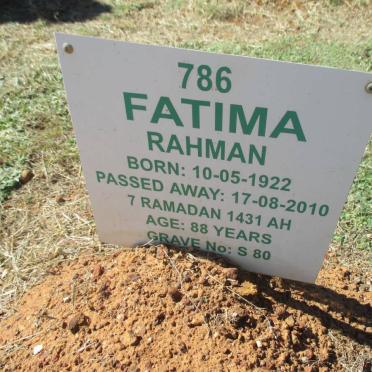 786
FATIMA
RAHMAN
BORN: 10-05-1922
PASSED AWAY: 17-08-2010
7 RAMADAN 1431 AH
AGE: 88 YEARS
GRAVE No: S 80